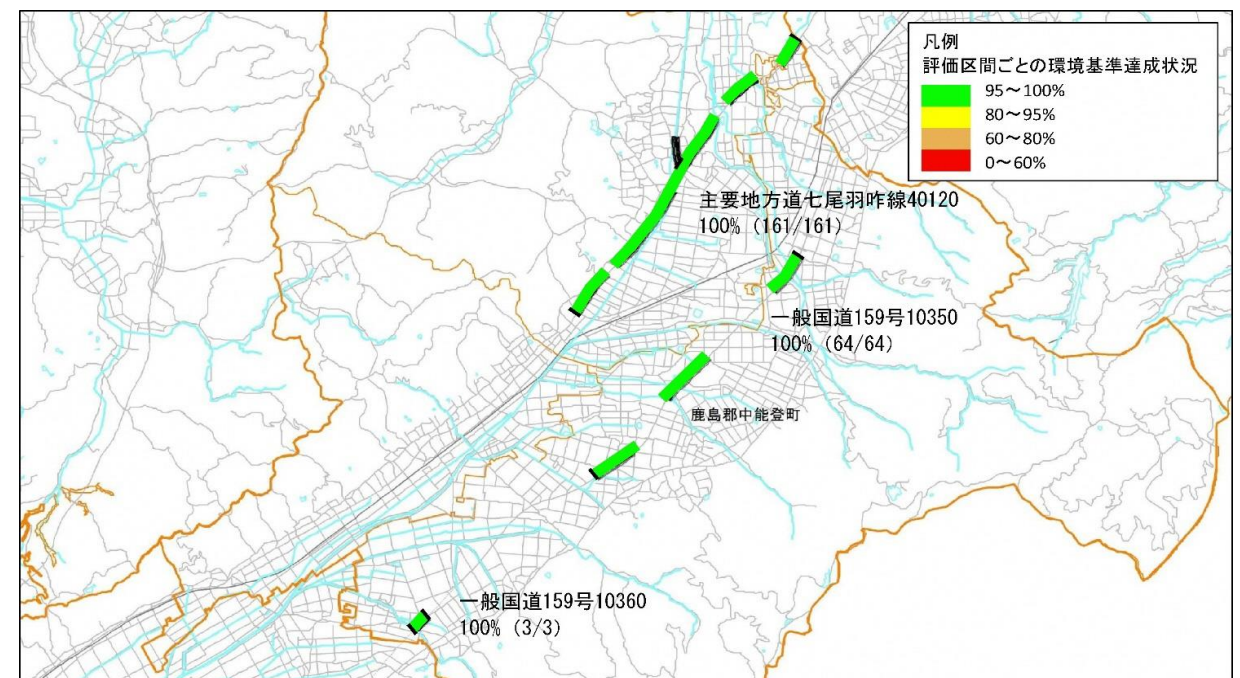 凡例
評価区間ごとの環境基準達成状況
95～100%
80～95%
60～80%
0～60%
主要地方道七尾羽咋線40120
100% (161/161)
一般国道159号10350
100% (64/64)
鹿島郡中能登町
一般国道159号10360
100% (3/3)